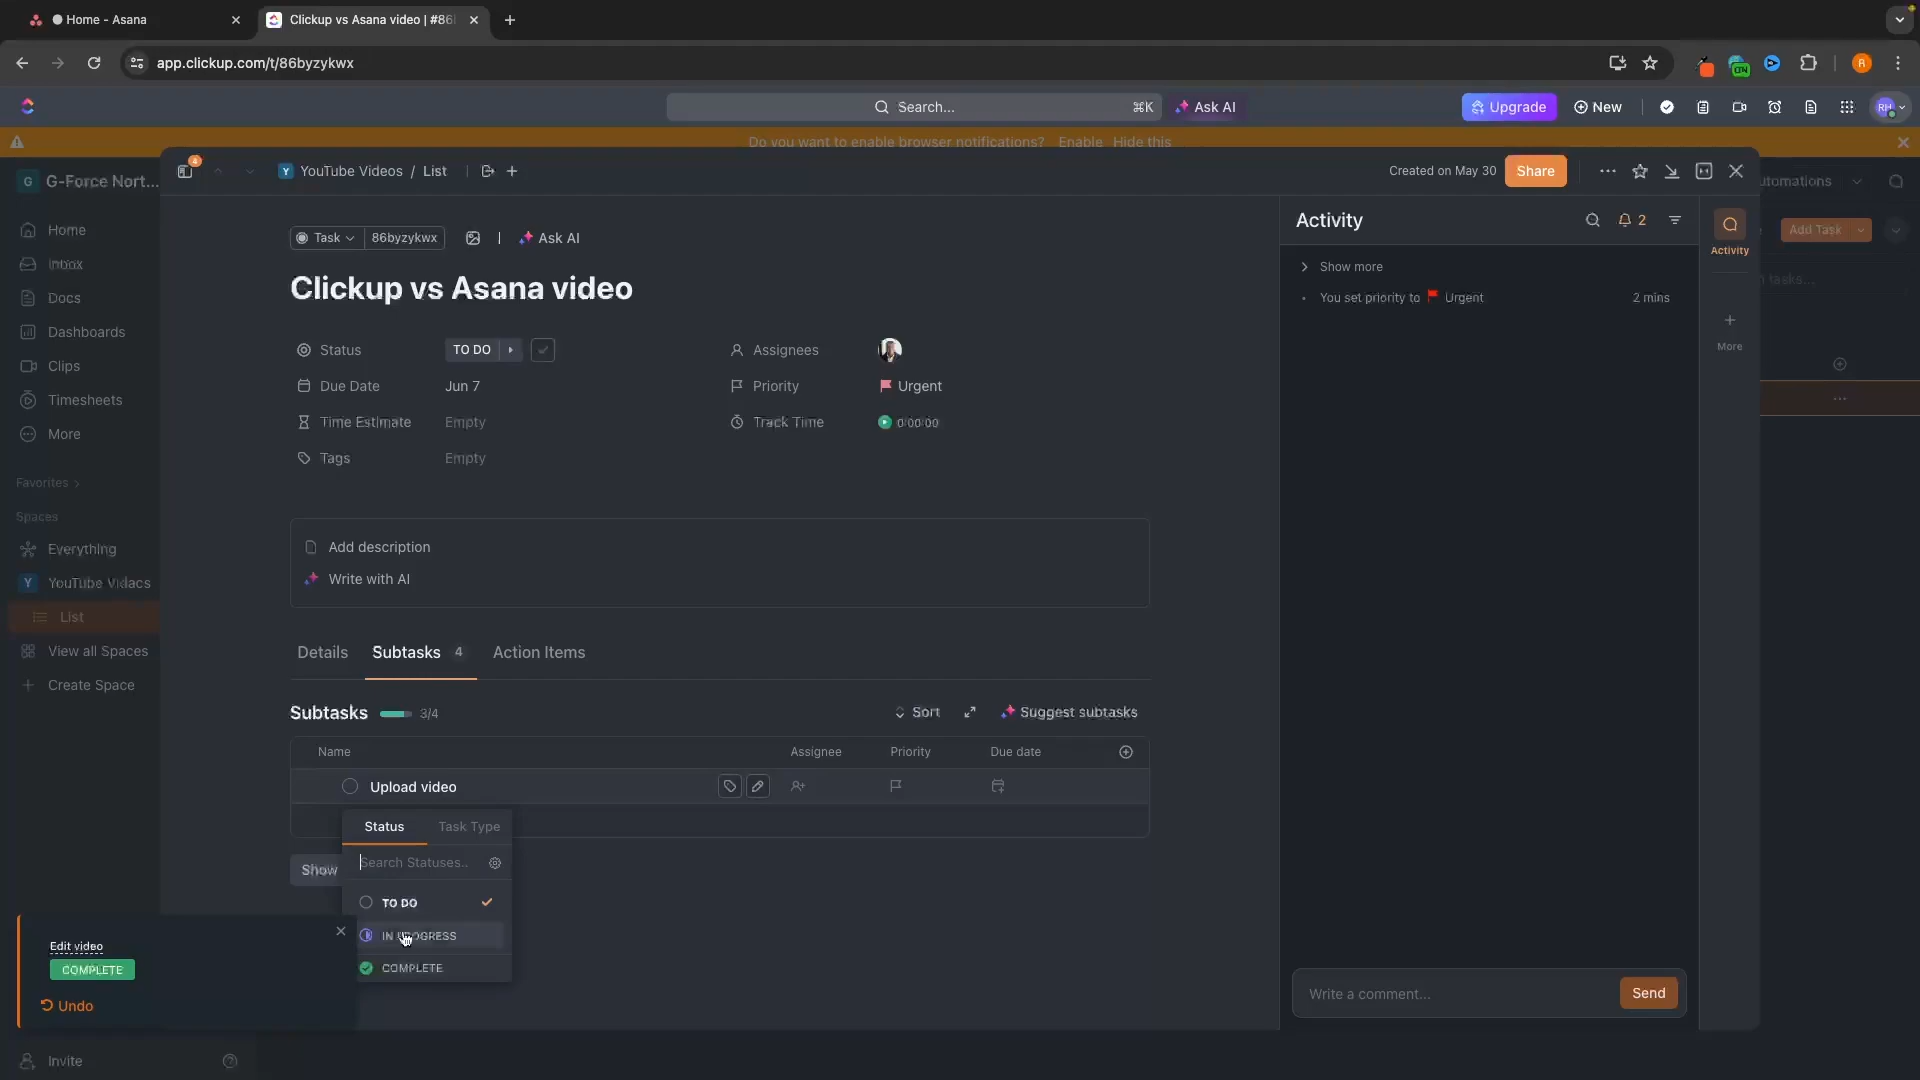 Home - Asana
Clickup vs Asana video | #86
app.clickup.com/t/86byzykwx
R
Search...
⌘K
Ask AI
Upgrade
New
RH
Do you want to enable browser notifications? Enable Hide this
G G-Force Nort...
4
Y YouTube Videos / List
Created on May 30
Share
Home
Inbox
Docs
Dashboards
Clips
Timesheets
More
Favorites
Spaces
Everything
Y YouTube
List
View all Spaces
Create Space
Invite
Task
86byzykwx
Ask AI
Clickup vs Asana video
Status
TO DO
Assignees
Due Date
Jun 7
Priority
Urgent
Time Estimate
Empty
Track Time
0:00:00
Tags
Empty
Add description
Write with AI
Details
Subtasks 4
Action Items
Subtasks
3/4
Sort
Suggest subtasks
Name
Assignee
Priority
Due date
Upload video
Status
Task Type
Search Statuses..
TO DO
IN PROGRESS
COMPLETE
Show
Edit video
COMPLETE
Undo
Activity
2
Show more
You set priority to Urgent
2 mins
Write a comment...
Send
Activity
More
Add Task
tasks...